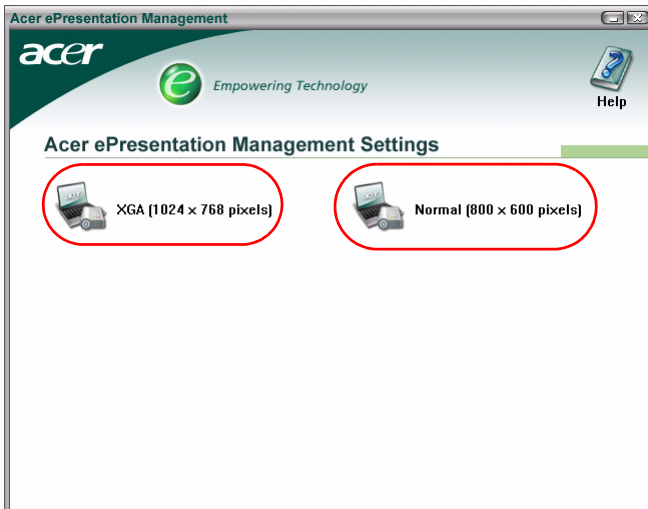 Acer ePresentation Management
acer
e Empowering Technology
Help
Acer ePresentation Management Settings
XGA (1024 x 768 pixels)
Normal (800 x 600 pixels)